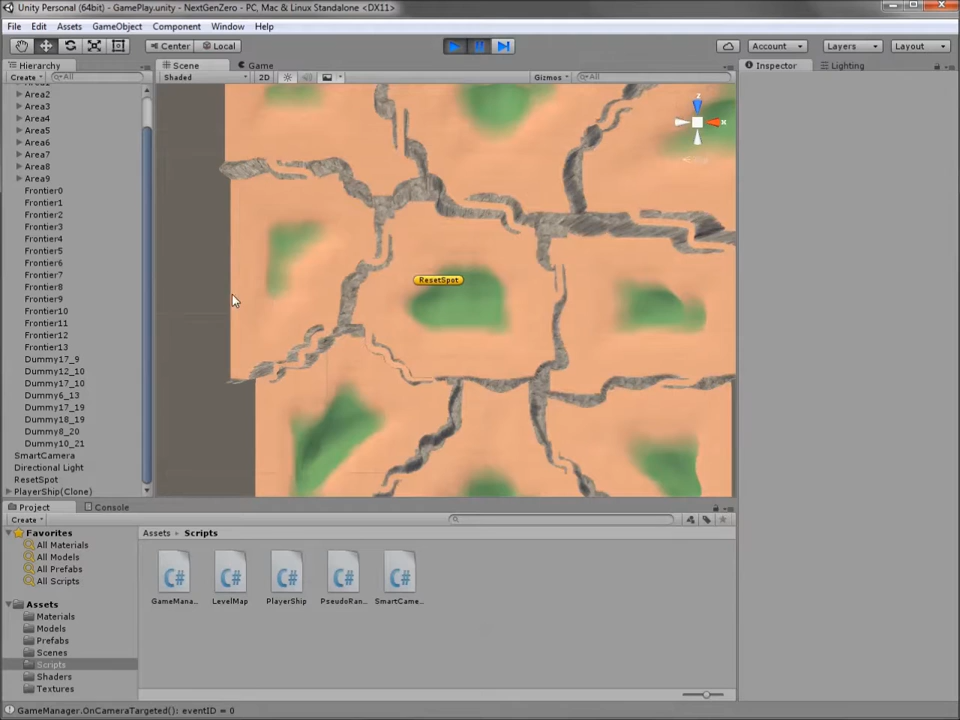 Unity Personal (64bit) - GamePlay.unity - NextGenZero - PC, Mac & Linux Standalone <DX11>
File Edit Assets GameObject Component Window Help
Center Local Account Layers Layout
Hierarchy Scene Game Inspector Lighting
Create All Shaded 2D Gizmos All
Area2
Area3
Area4
Area5
Area6
Area7
Area8
Area9
Frontier0
Frontier1
Frontier2
Frontier3
Frontier4
Frontier5
Frontier6
Frontier7
Frontier8
Frontier9
Frontier10
Frontier11
Frontier12
Frontier13
Dummy17_9
Dummy12_10
Dummy17_10
Dummy6_13
Dummy17_19
Dummy18_19
Dummy8_20
Dummy10_21
SmartCamera
Directional Light
ResetSpot
PlayerShip(Clone)
z
x
ResetSpot
Project Console
Create
Favorites
All Materials
All Models
All Prefabs
All Scripts
Assets
Materials
Models
Prefabs
Scenes
Scripts
Shaders
Textures
Assets Scripts
C# C# C# C# C#
GameMana... LevelMap PlayerShip PseudoRan... SmartCame...
GameManager.OnCameraTargeted(): eventID = 0